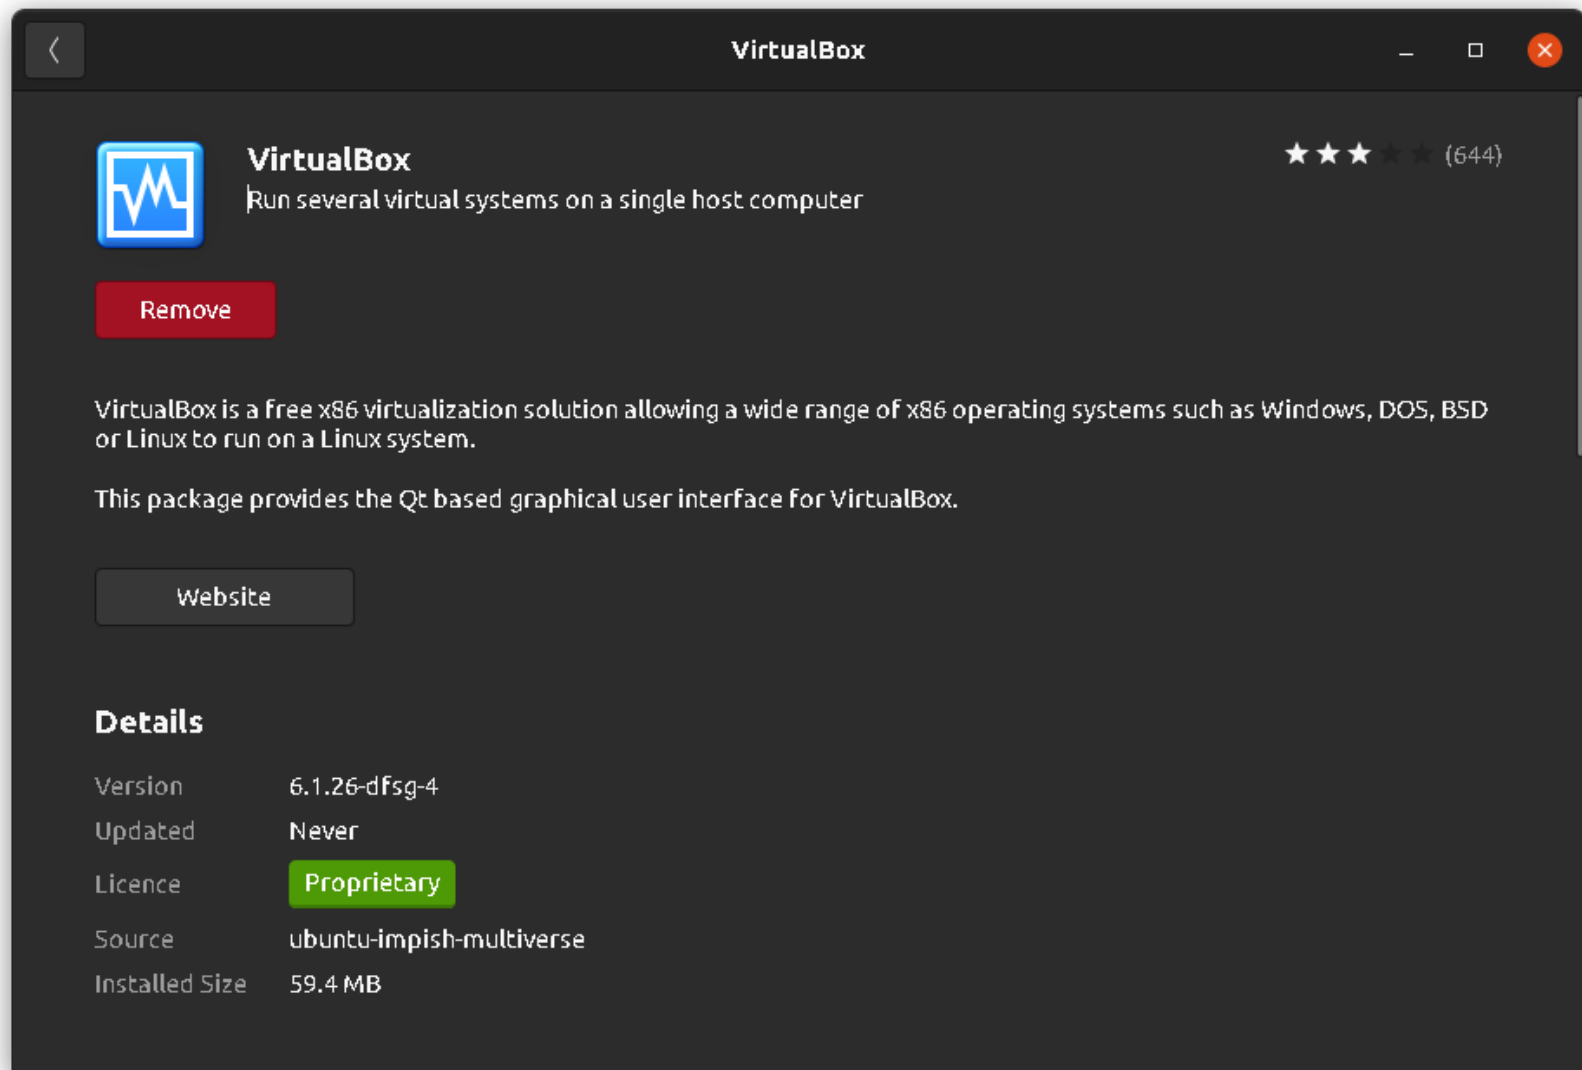 VirtualBox
VirtualBox
(644)
Run several virtual systems on a single host computer
Remove
VirtualBox is a free x86 virtualization solution allowing a wide range of x86 operating systems such as Windows, DOS, BSD
or Linux to run on a Linux system.
This package provides the Qt based graphical user interface for VirtualBox.
Website
Details
Version 6.1.26-dfsg-4
Updated Never
Licence Proprietary
Source ubuntu-impish-multiverse
Installed Size 59.4 MB